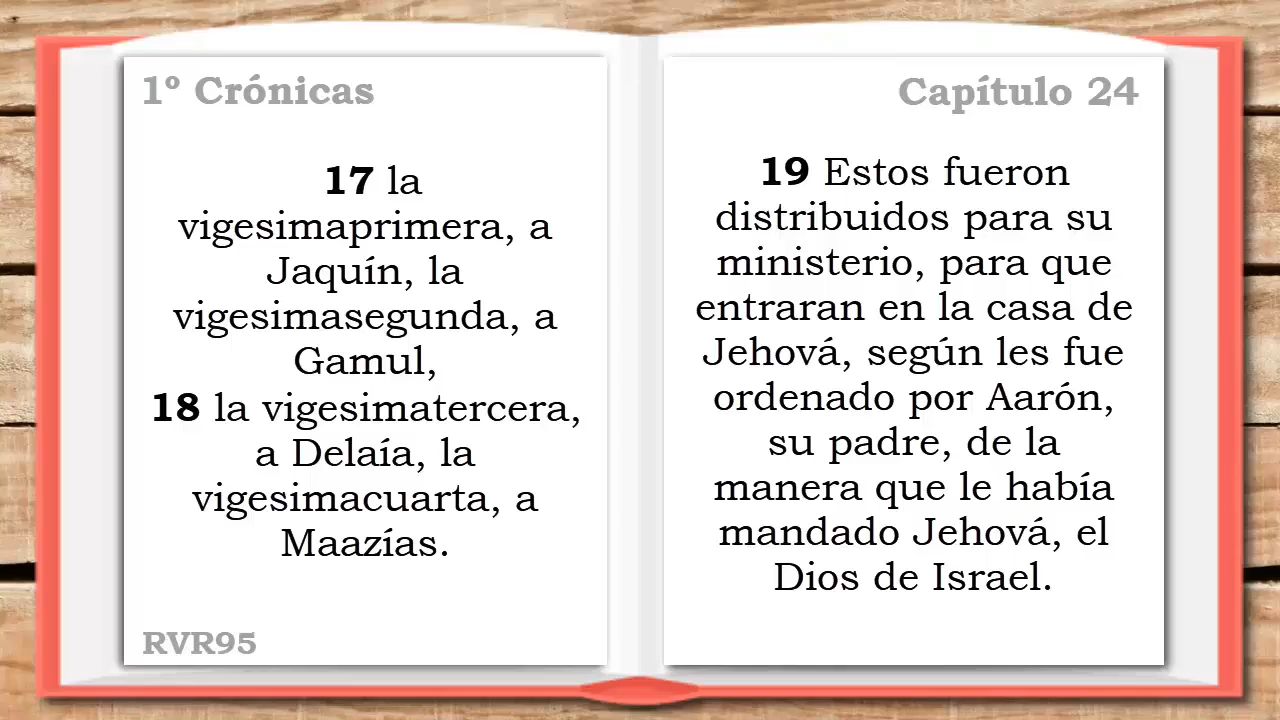 1º Crónicas
17 la
vigesimaprimera, a
Jaquín, la
vigesimasegunda, a
Gamul,
18 la vigesimatercera,
a Delaía, la
vigesimacuarta, a
Maazías.
RVR95
Capítulo 24
19 Estos fueron
distribuidos para su
ministerio, para que
entraran en la casa de
Jehová, según les fue
ordenado por Aarón,
su padre, de la
manera que le había
mandado Jehová, el
Dios de Israel.